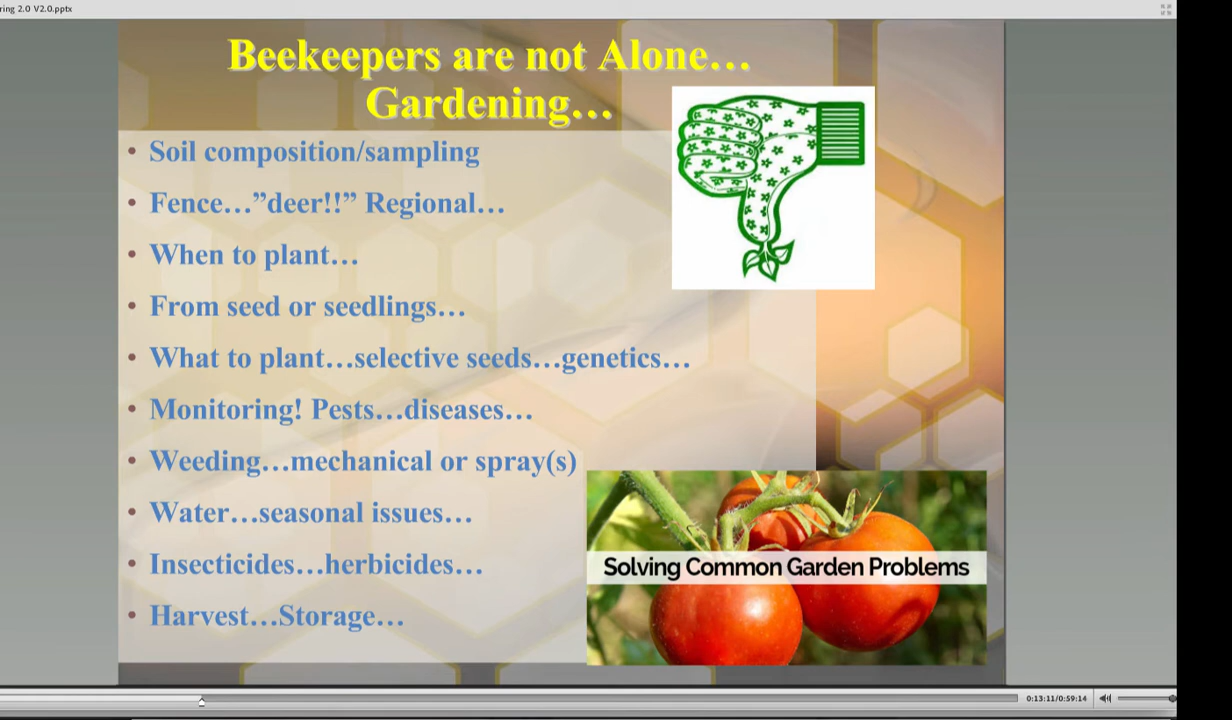 ring 2.0 V2.0.pptx
Beekeepers are not Alone…
Gardening…
• Soil composition/sampling
• Fence…”deer!!” Regional…
• When to plant…
• From seed or seedlings…
• What to plant…selective seeds…genetics…
• Monitoring! Pests…diseases…
• Weeding…mechanical or spray(s)
• Water…seasonal issues…
• Insecticides…herbicides…
• Harvest…Storage…
Solving Common Garden Problems
0:13:11/0:59:14